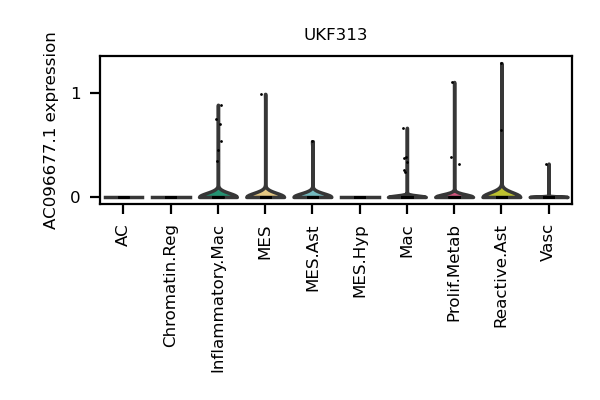 UKF313
AC096677.1 expression
1
0
AC
Chromatin.Reg
Inflammatory.Mac
MES
MES.Ast
MES.Hyp
Mac
Prolif.Metab
Reactive.Ast
Vasc